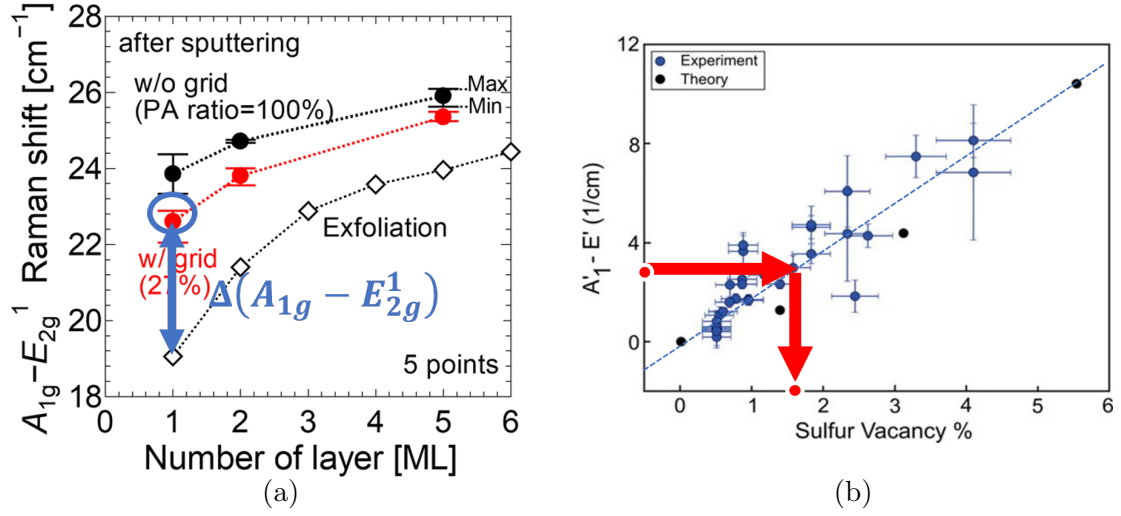 28
26
24
22
20
18
A1g−E2g1 Raman shift [cm−1]
after sputtering
w/o grid
(PA ratio=100%)
Max
Min
Exfoliation
w/ grid
(27%)
Δ(A1g − E2g1)
5 points
0 1 2 3 4 5 6
Number of layer [ML]
(a)
12
8
4
0
A'1- E' (1/cm)
Experiment
Theory
0 1 2 3 4 5 6
Sulfur Vacancy %
(b)